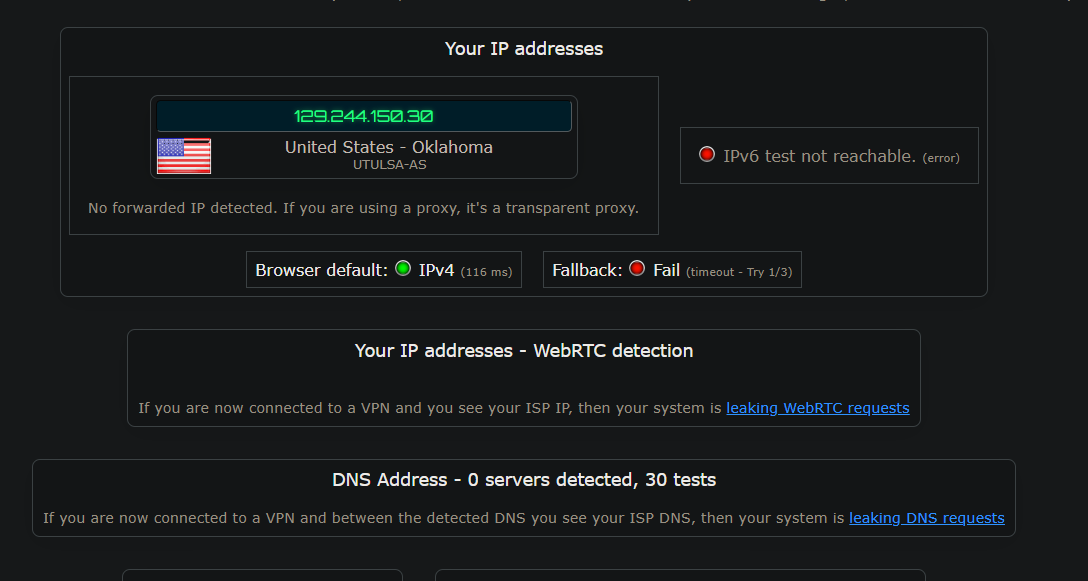 Your IP addresses
129.244.150.30
United States - Oklahoma
UTULSA-AS
No forwarded IP detected. If you are using a proxy, it's a transparent proxy.
IPv6 test not reachable. (error)
Browser default: IPv4 (116 ms)
Fallback: Fail (timeout - Try 1/3)
Your IP addresses - WebRTC detection
If you are now connected to a VPN and you see your ISP IP, then your system is leaking WebRTC requests
DNS Address - 0 servers detected, 30 tests
If you are now connected to a VPN and between the detected DNS you see your ISP DNS, then your system is leaking DNS requests